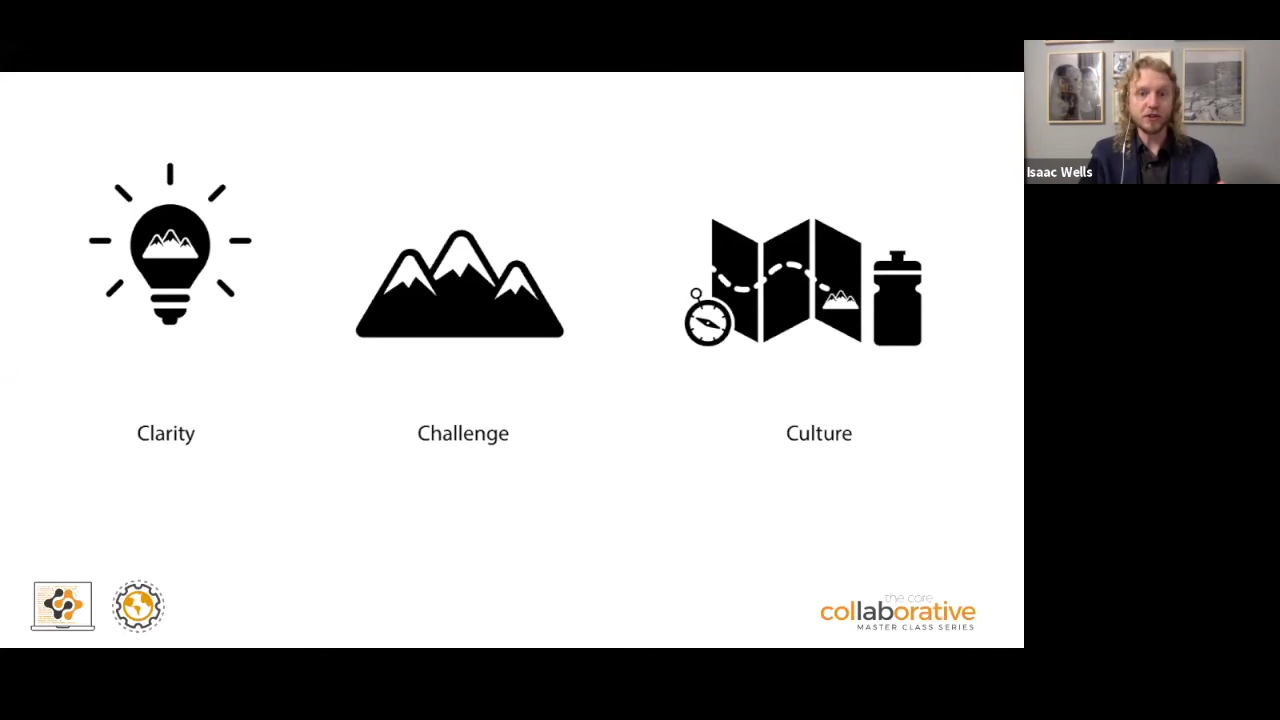 Isaac Wells
Clarity
Challenge
Culture
the core
collaborative
MASTER CLASS SERIES